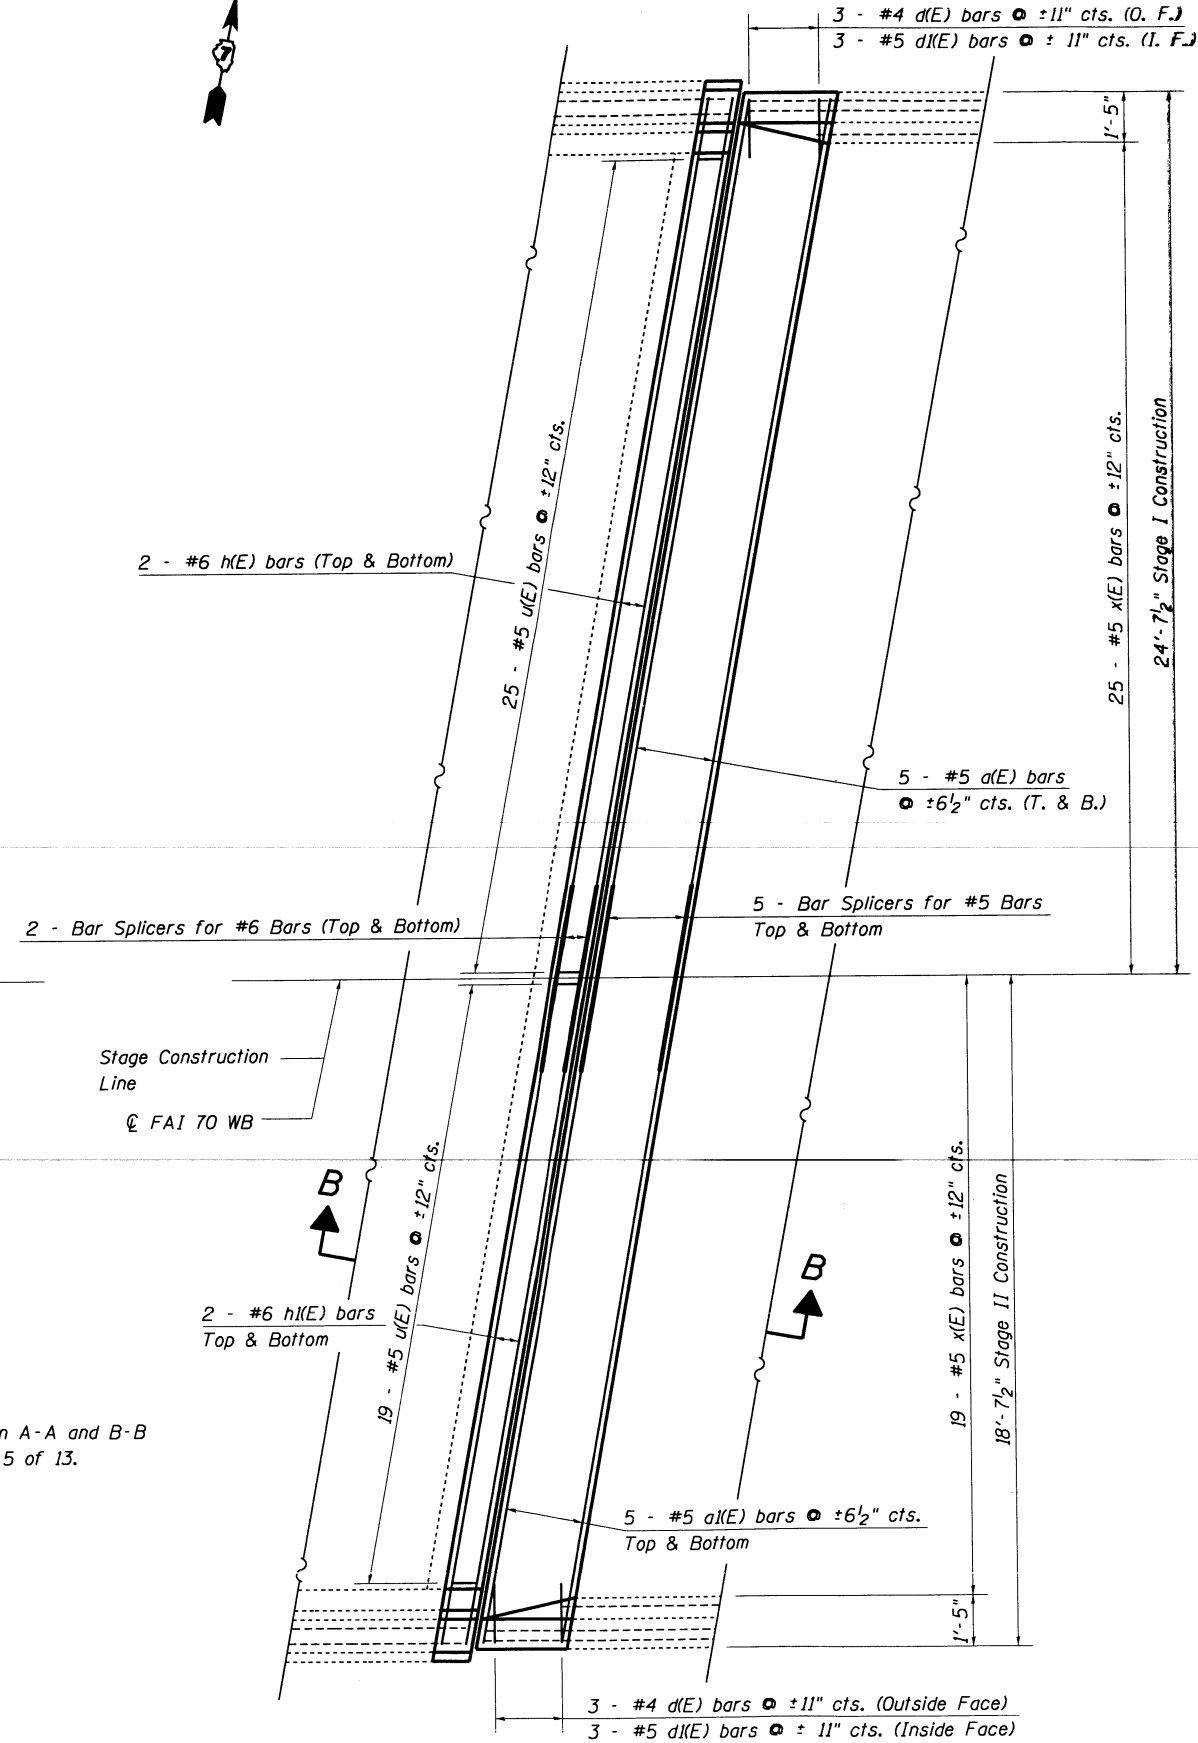 3 - #4 d(E) bars @ ±11" cts. (O. F.)
3 - #5 d1(E) bars @ ± 11" cts. (I. F.)
1'-5"
25 - #5 u(E) bars @ ±12" cts.
25 - #5 x(E) bars @ ±12" cts.
24'-7½" Stage I Construction
2 - #6 h(E) bars (Top & Bottom)
5 - #5 a(E) bars
@ ±6½" cts. (T. & B.)
2 - Bar Splicers for #6 Bars (Top & Bottom)
5 - Bar Splicers for #5 Bars
Top & Bottom
Stage Construction
Line
℄ FAI 70 WB
B
B
19 - #5 u(E) bars @ ±12" cts.
19 - #5 x(E) bars @ ±12" cts.
18'-7½" Stage II Construction
2 - #6 h1(E) bars
Top & Bottom
n A-A and B-B
5 of 13.
5 - #5 a1(E) bars @ ±6½" cts.
Top & Bottom
1'-5"
3 - #4 d(E) bars @ ±11" cts. (Outside Face)
3 - #5 d1(E) bars @ ± 11" cts. (Inside Face)